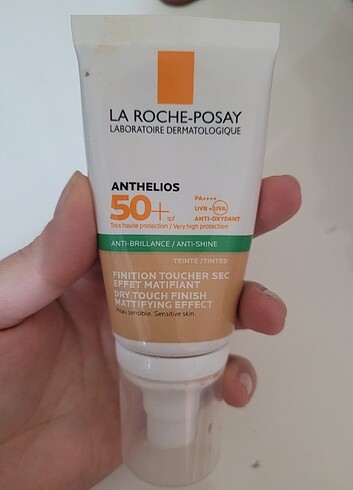 LA ROCHE-POSAY
LABORATOIRE DERMATOLOGIQUE
ANTHELIOS
50+ spf
PA++++
UVB + UVA
ANTI-OXYDANT
Très haute protection / Very high protection
ANTI-BRILLANCE / ANTI-SHINE
TEINTÉ / TINTED
FINITION TOUCHER SEC
EFFET MATIFIANT
DRY TOUCH FINISH
MATTIFYING EFFECT
Peau sensible. Sensitive skin.